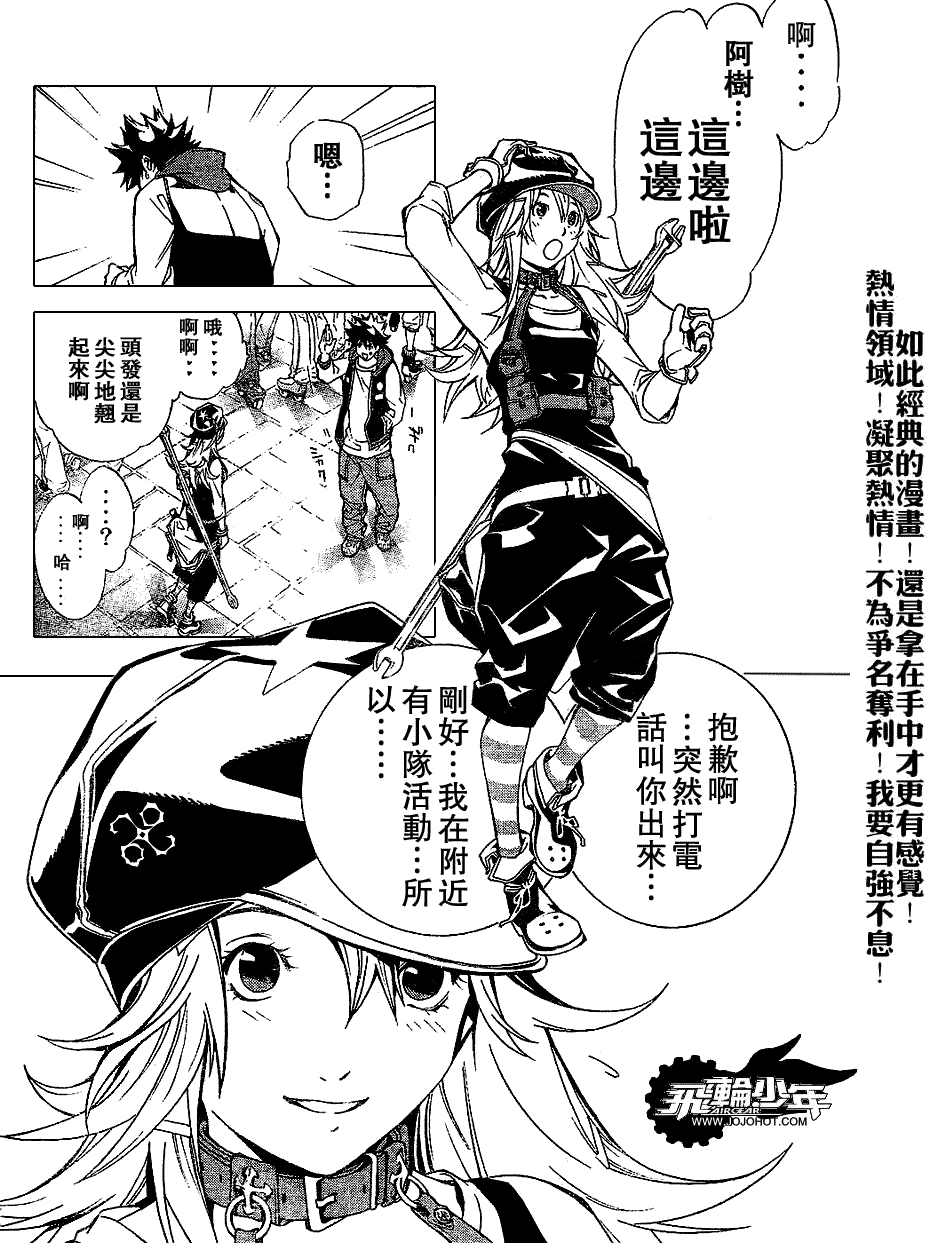 啊‥‥
阿樹…
這邊啦
這邊
嗯…
哦‥‥
啊啊‥
頭發還是
尖尖地翹
起來啊
‥‥？
啊‥‥
‥‥哈‥‥
抱歉啊
…突然打電
話叫你出來…
剛好…我在附近
有小隊活動…所
以……
如此經典的漫畫！還是拿在手中才更有感覺！
熱情領域！凝聚熱情！不為爭名奪利！我要自強不息！
飛輪少年
AIRGEAR
WWW.JOJOHOT.COM